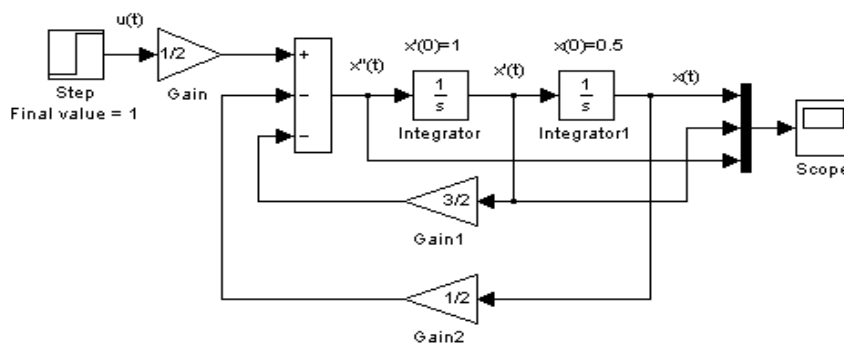 u(t)
x'(0)=1
x(0)=0.5
1/2
+
x''(t)
x'(t)
x(t)
1
s
1
s
Step
Gain
Final value = 1
Integrator
Integrator1
Scope
3/2
Gain1
1/2
Gain2